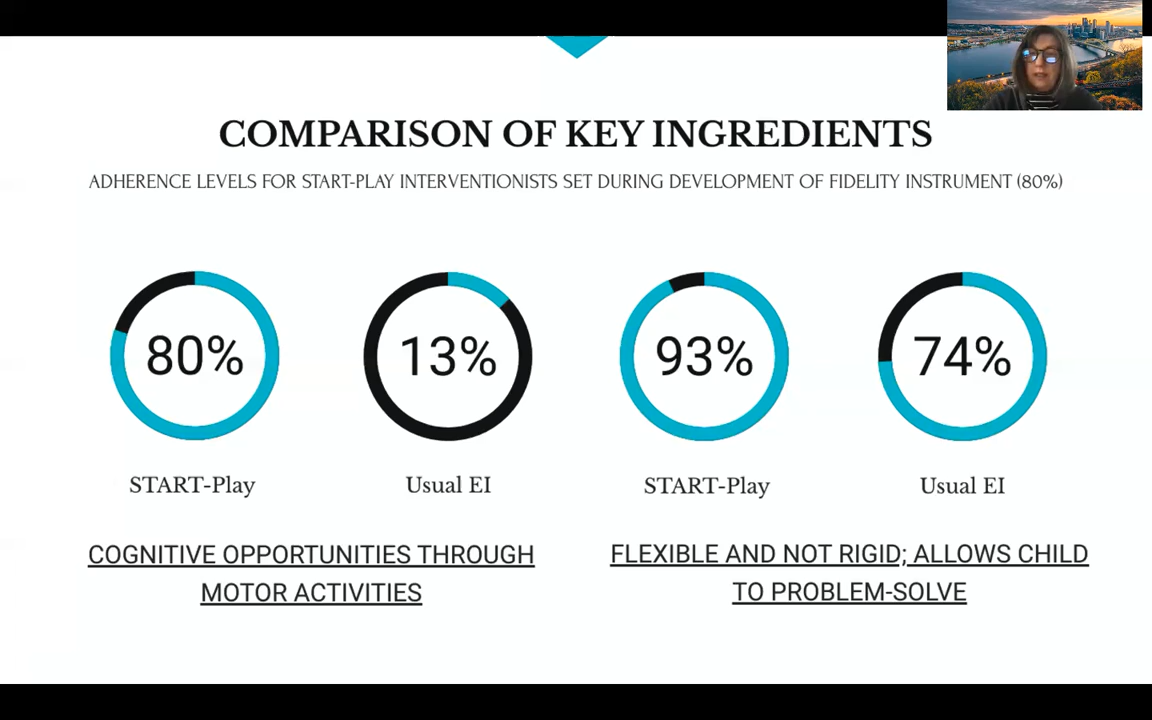 COMPARISON OF KEY INGREDIENTS
ADHERENCE LEVELS FOR START-PLAY INTERVENTIONISTS SET DURING DEVELOPMENT OF FIDELITY INSTRUMENT (80%)
80%
13%
93%
74%
START-Play
Usual EI
START-Play
Usual EI
COGNITIVE OPPORTUNITIES THROUGH
MOTOR ACTIVITIES
FLEXIBLE AND NOT RIGID; ALLOWS CHILD
TO PROBLEM-SOLVE